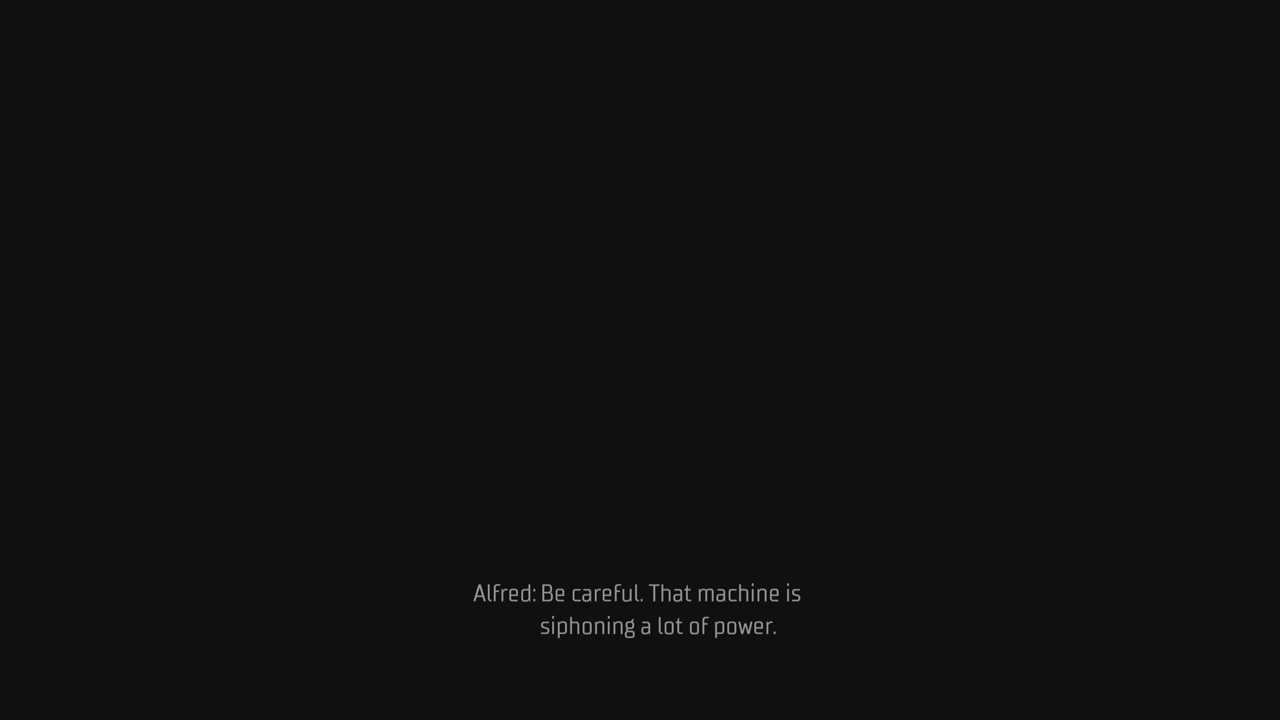 Alfred: Be careful. That machine is
siphoning a lot of power.